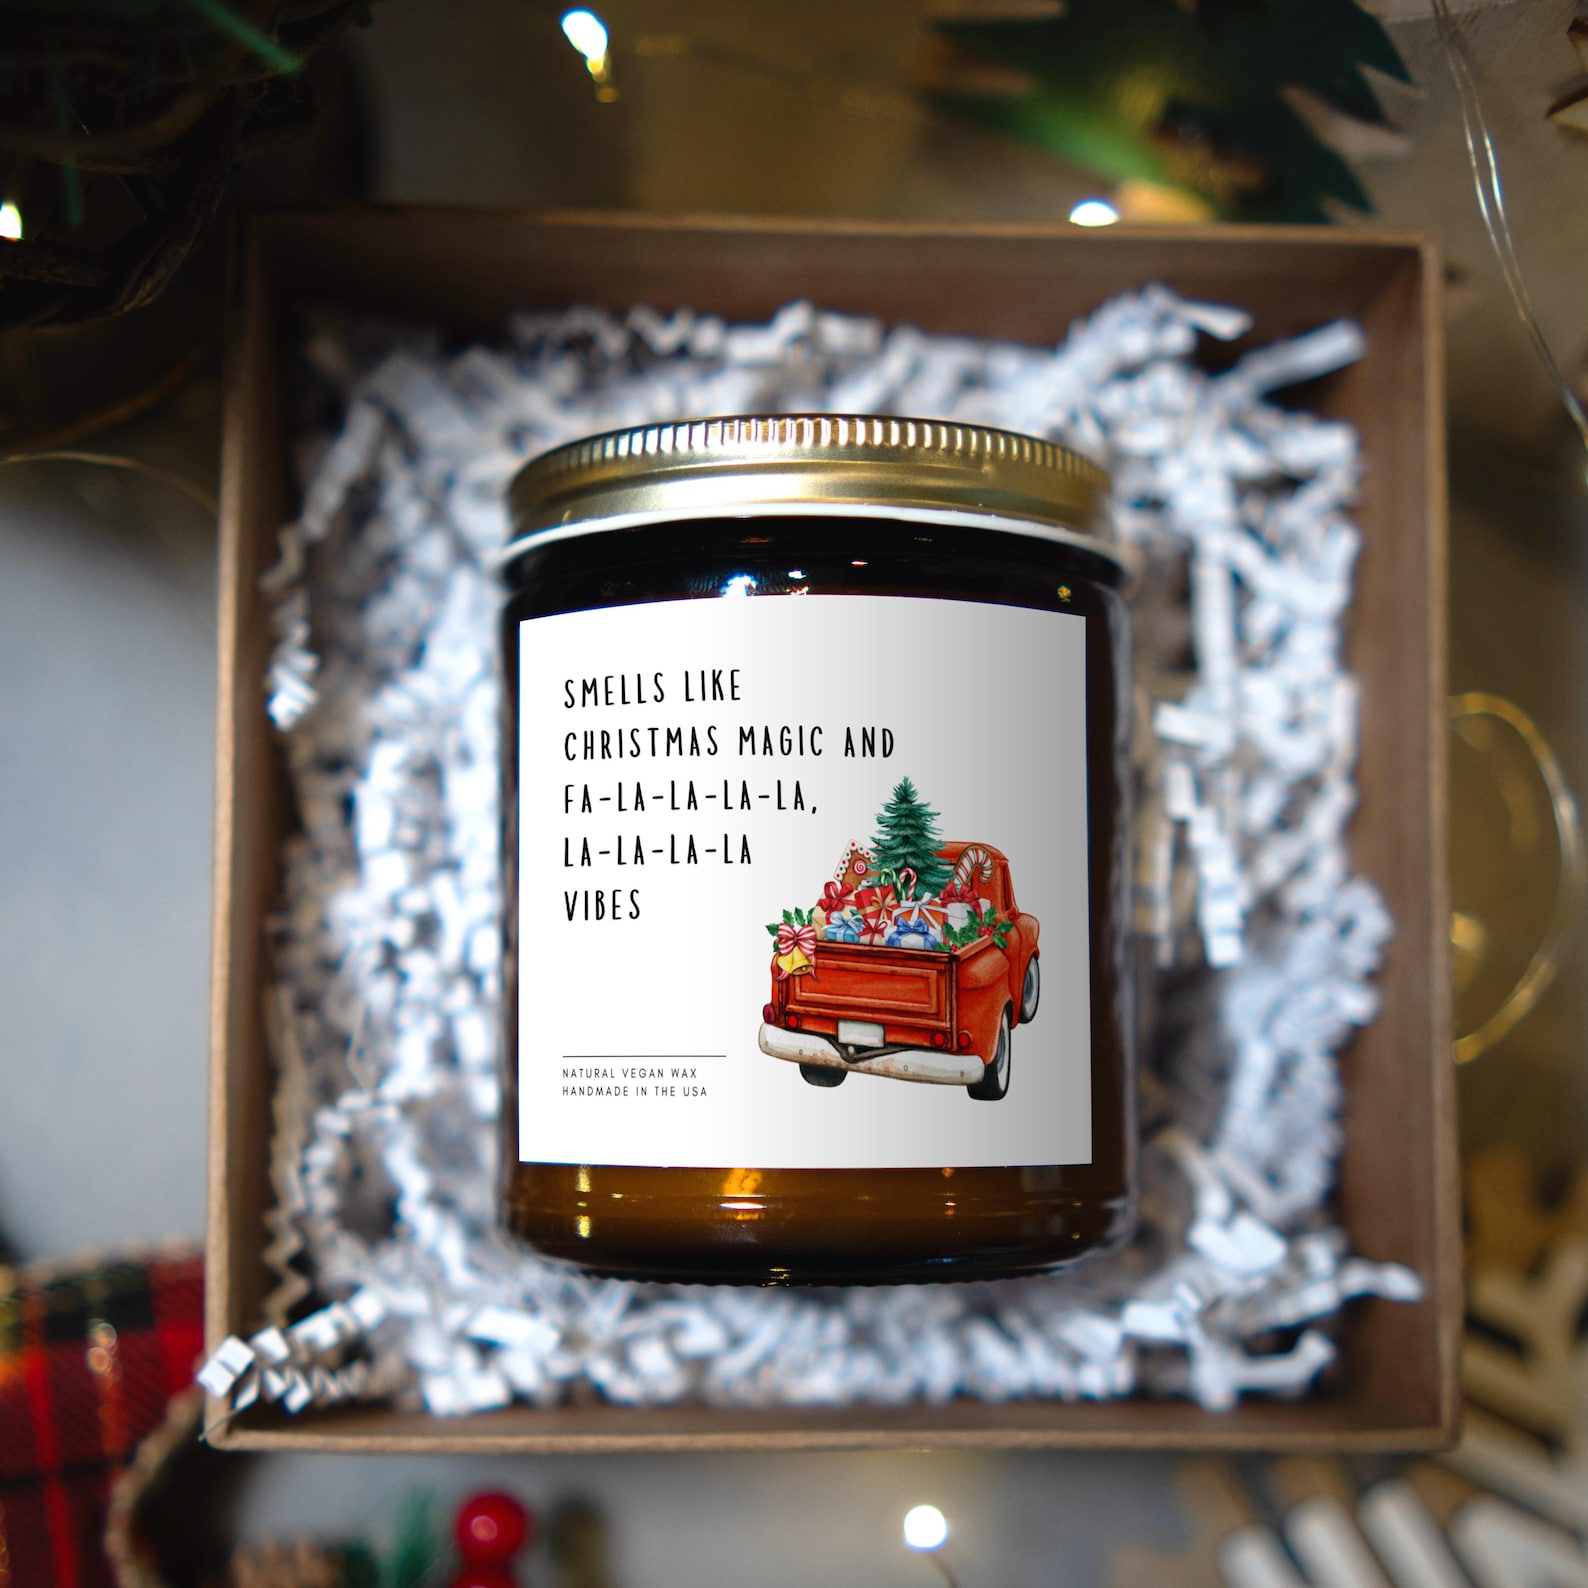 SMELLS LIKE
CHRISTMAS MAGIC AND
FA-LA-LA-LA-LA,
LA-LA-LA-LA
VIBES
NATURAL VEGAN WAX
HANDMADE IN THE USA